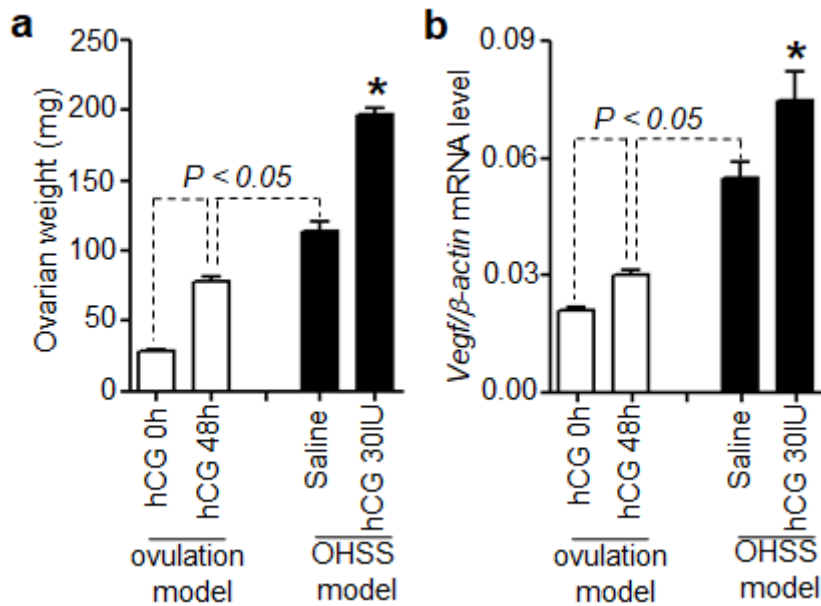 a
Ovarian weight (mg)
250
200
150
100
50
0
P < 0.05
*
hCG 0h
hCG 48h
Saline
hCG 30IU
ovulation
model
OHSS
model
b
Vegf/β-actin mRNA level
0.09
0.06
0.03
0.00
P < 0.05
*
hCG 0h
hCG 48h
Saline
hCG 30IU
ovulation
model
OHSS
model